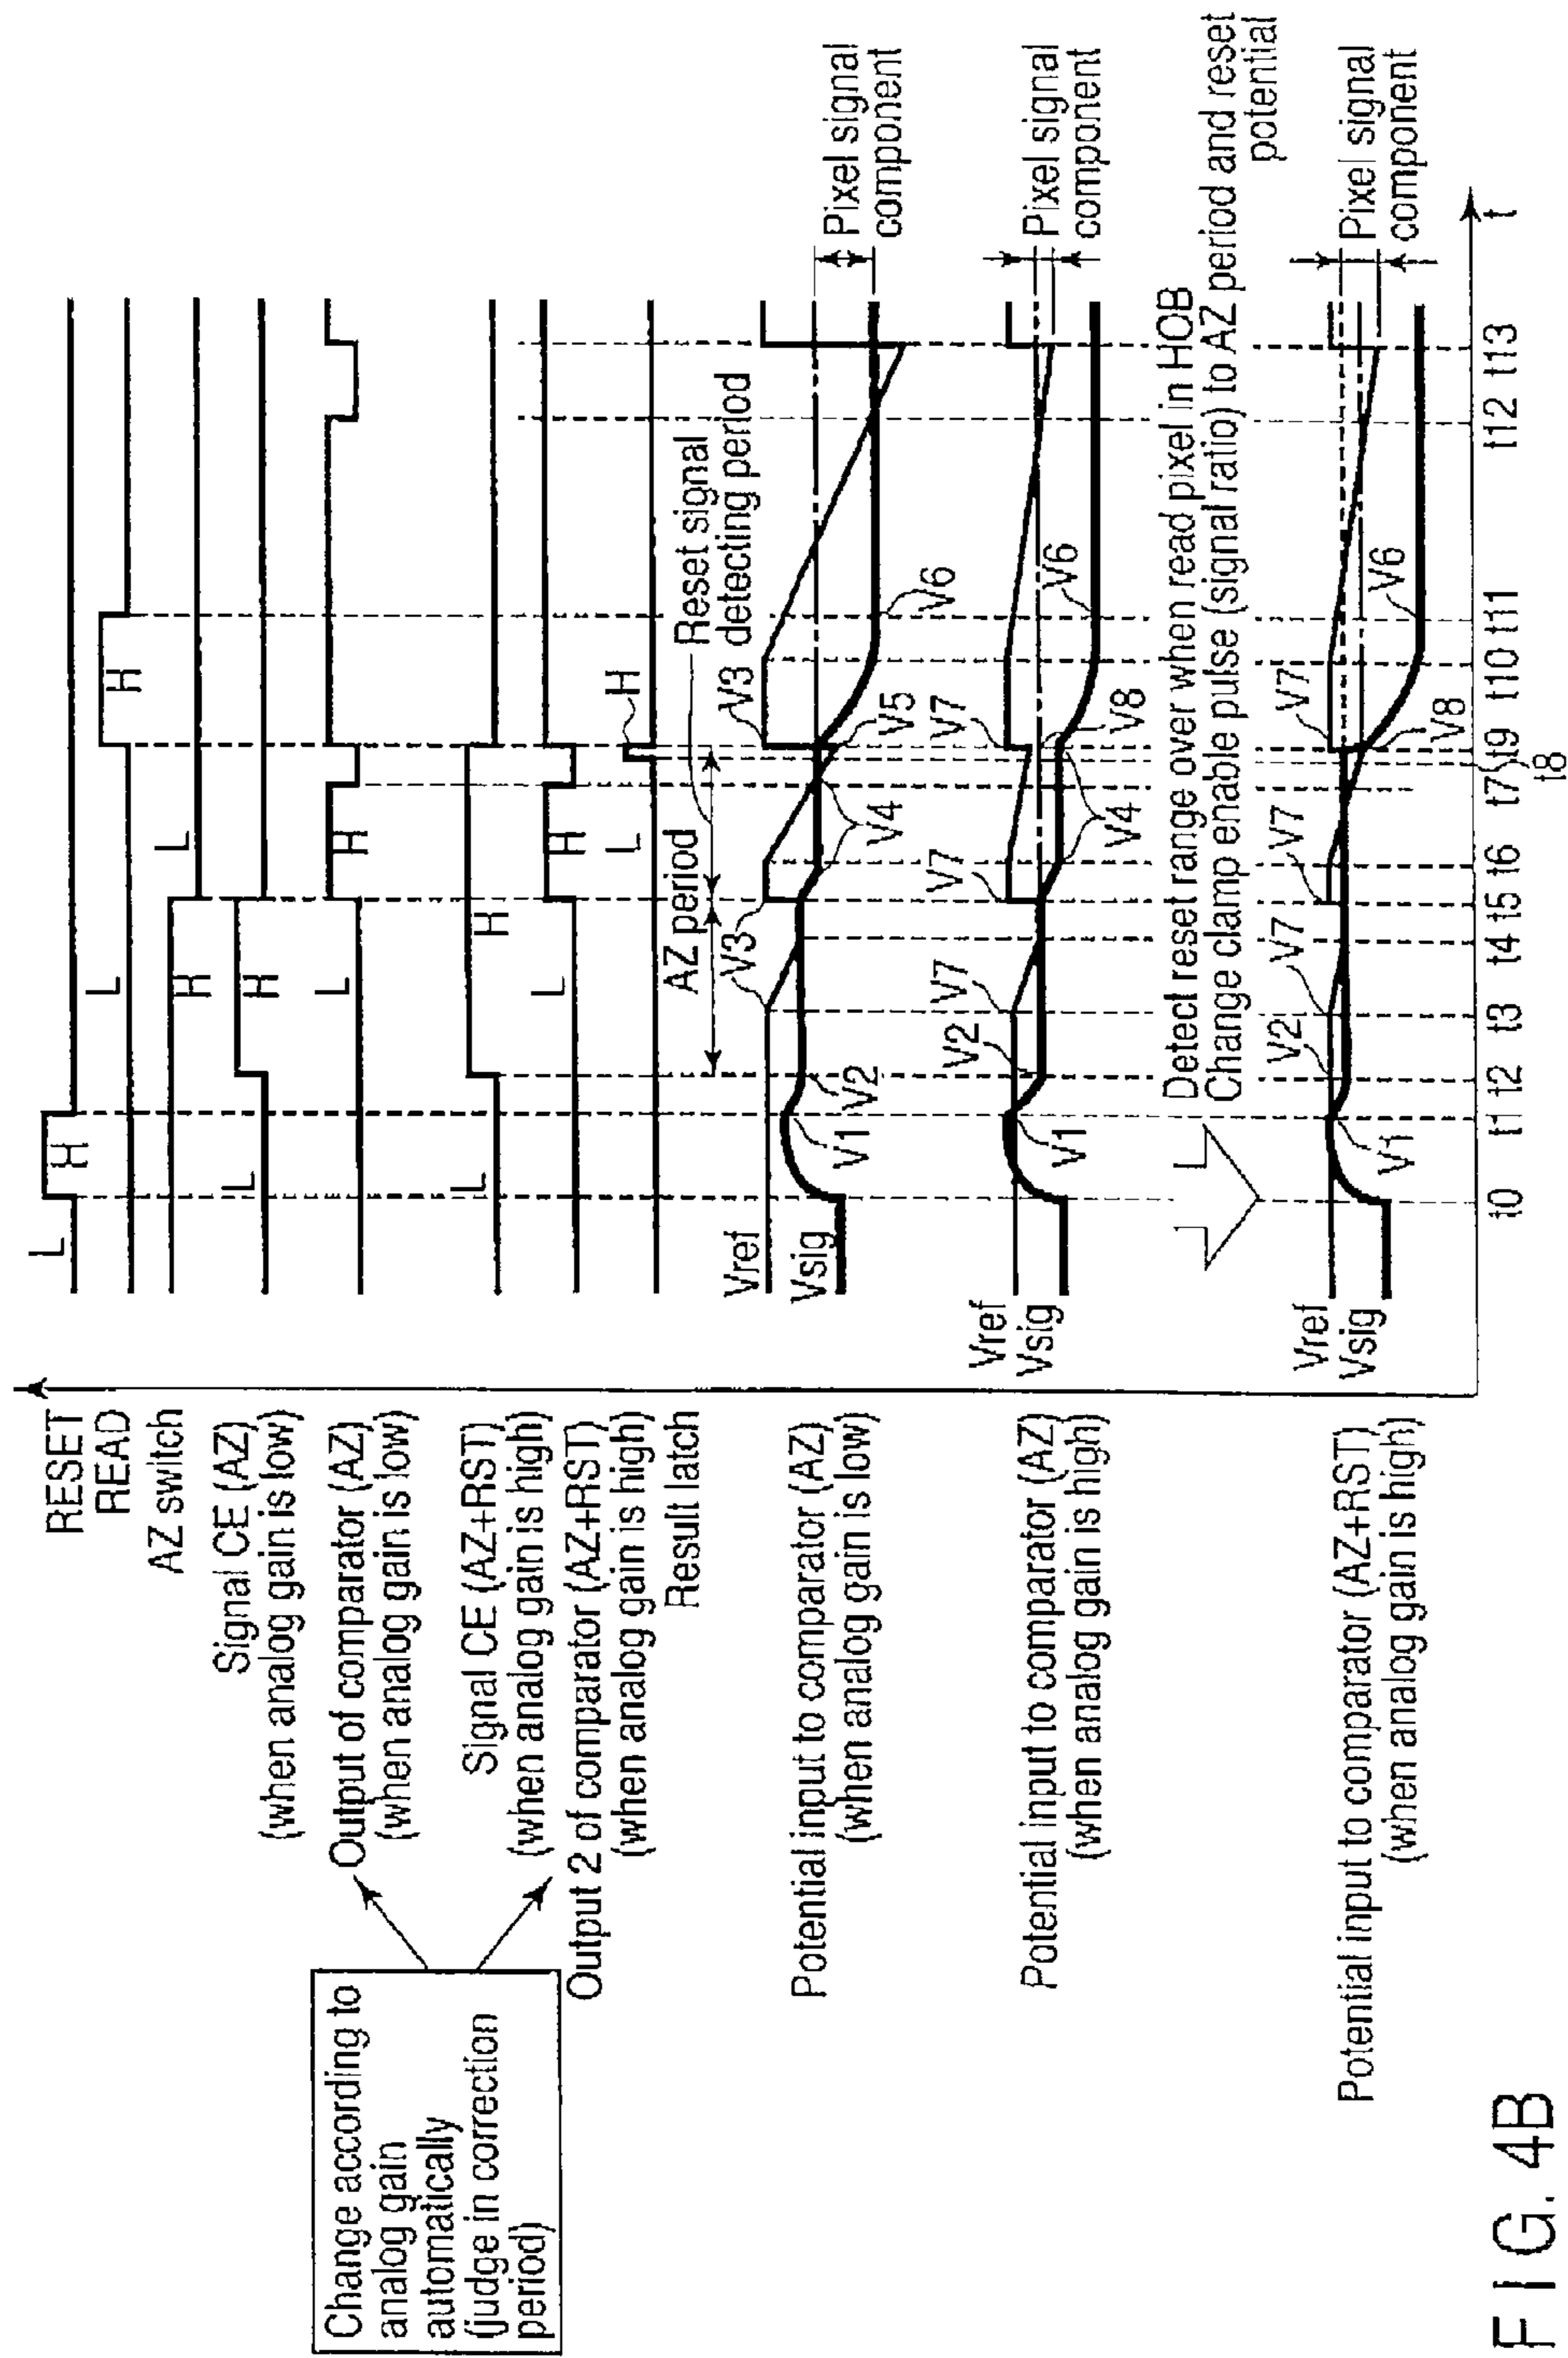 RESET
READ
AZ switch
Signal CE (AZ)
(when analog gain is low)
Output of comparator (AZ)
(when analog gain is low)
Signal CE (AZ+RST)
(when analog gain is high)
Output 2 of comparator (AZ+RST)
(when analog gain is high)
Result latch
Change according to
analog gain
automatically
(judge in correction
period)
Potential input to comparator (AZ)
(when analog gain is low)
Potential input to comparator (AZ)
(when analog gain is high)
Potential input to comparator (AZ+RST)
(when analog gain is high)
L
H
L
H
H
L
L
H
L
H
L
H
L
H
L
H
AZ period
Reset signal
detecting period
Vref
Vsig
V1
V2
V3
V3
V4
V5
V6
Pixel signal
component
Vref
Vsig
V1
V2
V7
V7
V7
V4
V8
V6
Pixel signal
component
Detect reset range over when read pixel in HOB
Change clamp enable pulse (signal ratio) to AZ period and reset
potential
Vref
Vsig
V1
V2
V7
V7
V7
V8
V6
Pixel signal
component
t0 t1 t2 t3 t4 t5 t6 t7 t8 t9 t10 t11 t12 t13
t
FIG. 4B